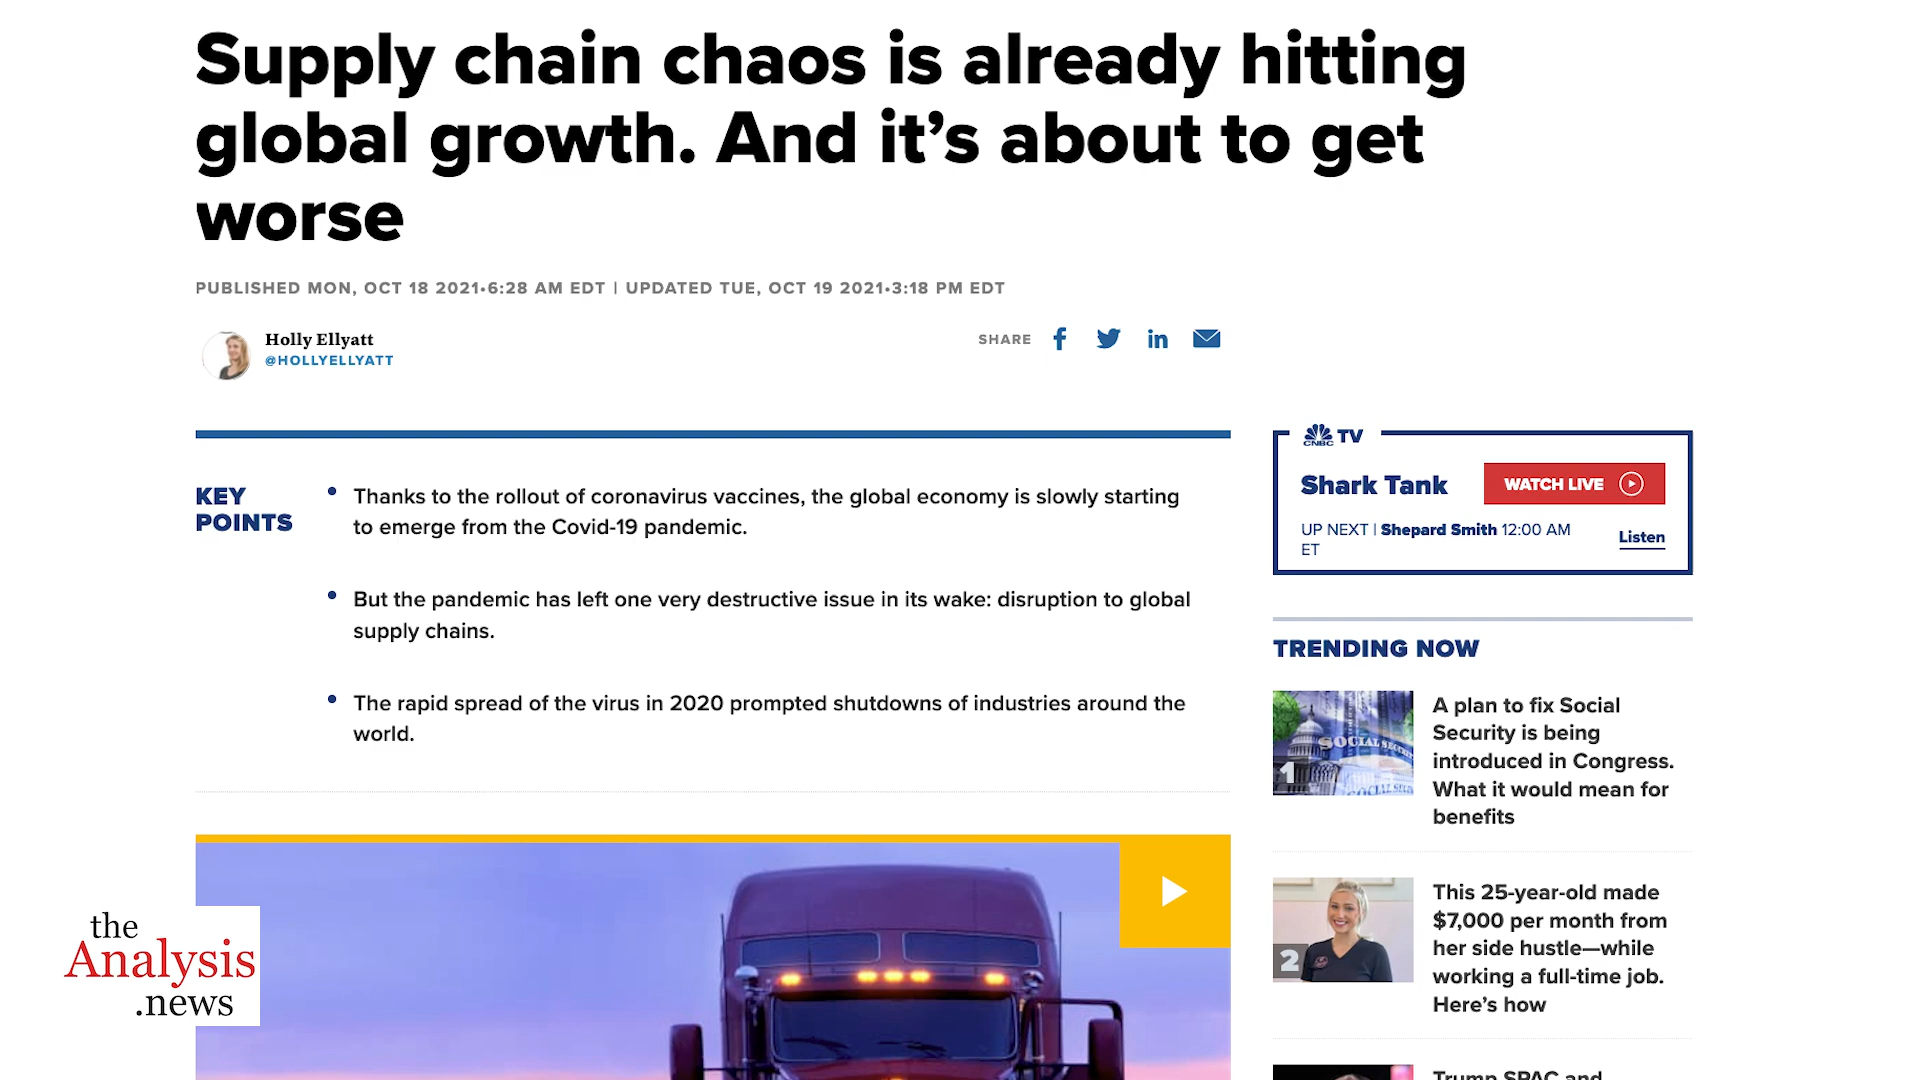 Supply chain chaos is already hitting
global growth. And it’s about to get
worse
PUBLISHED MON, OCT 18 2021•6:28 AM EDT | UPDATED TUE, OCT 19 2021•3:18 PM EDT
Holly Ellyatt
@HOLLYELLYATT
SHARE
KEY
POINTS
• Thanks to the rollout of coronavirus vaccines, the global economy is slowly starting
to emerge from the Covid-19 pandemic.
• But the pandemic has left one very destructive issue in its wake: disruption to global
supply chains.
• The rapid spread of the virus in 2020 prompted shutdowns of industries around the
world.
CNBC TV
Shark Tank
WATCH LIVE
UP NEXT | Shepard Smith 12:00 AM
ET
Listen
TRENDING NOW
SOCIAL
1
A plan to fix Social
Security is being
introduced in Congress.
What it would mean for
benefits
2
This 25-year-old made
$7,000 per month from
her side hustle—while
working a full-time job.
Here’s how
Trump SPAC and
the
Analysis
.news